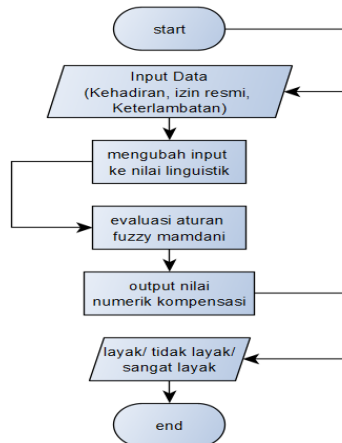 start
Input Data
(Kehadiran, izin resmi,
Keterlambatan)
mengubah input
ke nilai linguistik
evaluasi aturan
fuzzy mamdani
output nilai
numerik kompensasi
layak/ tidak layak/
sangat layak
end